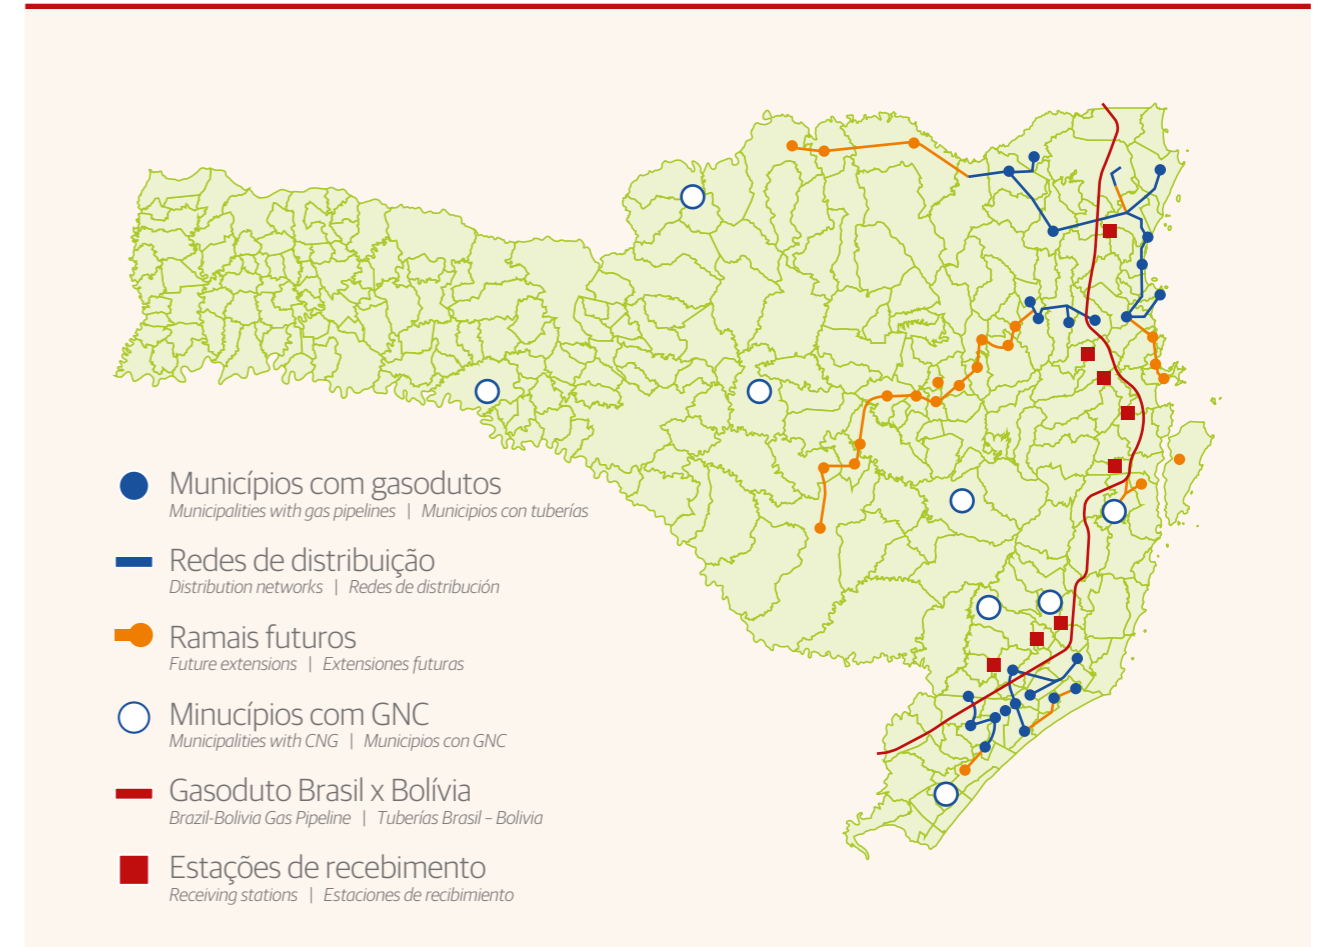 Municípios com gasodutos
Municipalities with gas pipelines | Municipios con tuberías
Redes de distribuição
Distribution networks | Redes de distribución
Ramais futuros
Future extensions | Extensiones futuras
Minucípios com GNC
Municipalities with CNG | Municipios con GNC
Gasoduto Brasil x Bolívia
Brazil-Bolivia Gas Pipeline | Tuberías Brasil – Bolivia
Estações de recebimento
Receiving stations | Estaciones de recibimiento